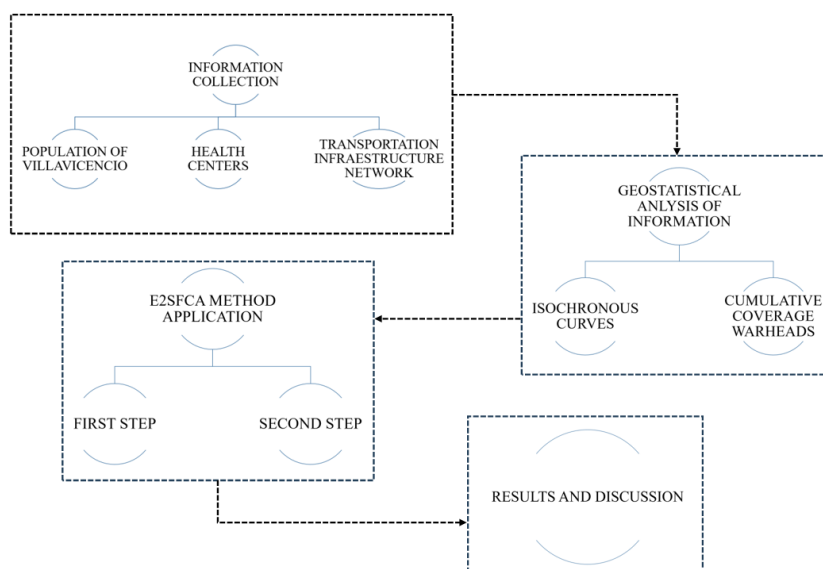 INFORMATION
COLLECTION
POPULATION OF
VILLAVICENCIO
HEALTH
CENTERS
TRANSPORTATION
INFRAESTRUCTURE
NETWORK
GEOSTATISTICAL
ANLYSIS OF
INFORMATION
ISOCHRONOUS
CURVES
CUMULATIVE
COVERAGE
WARHEADS
E2SFCA METHOD
APPLICATION
FIRST STEP
SECOND STEP
RESULTS AND DISCUSSION